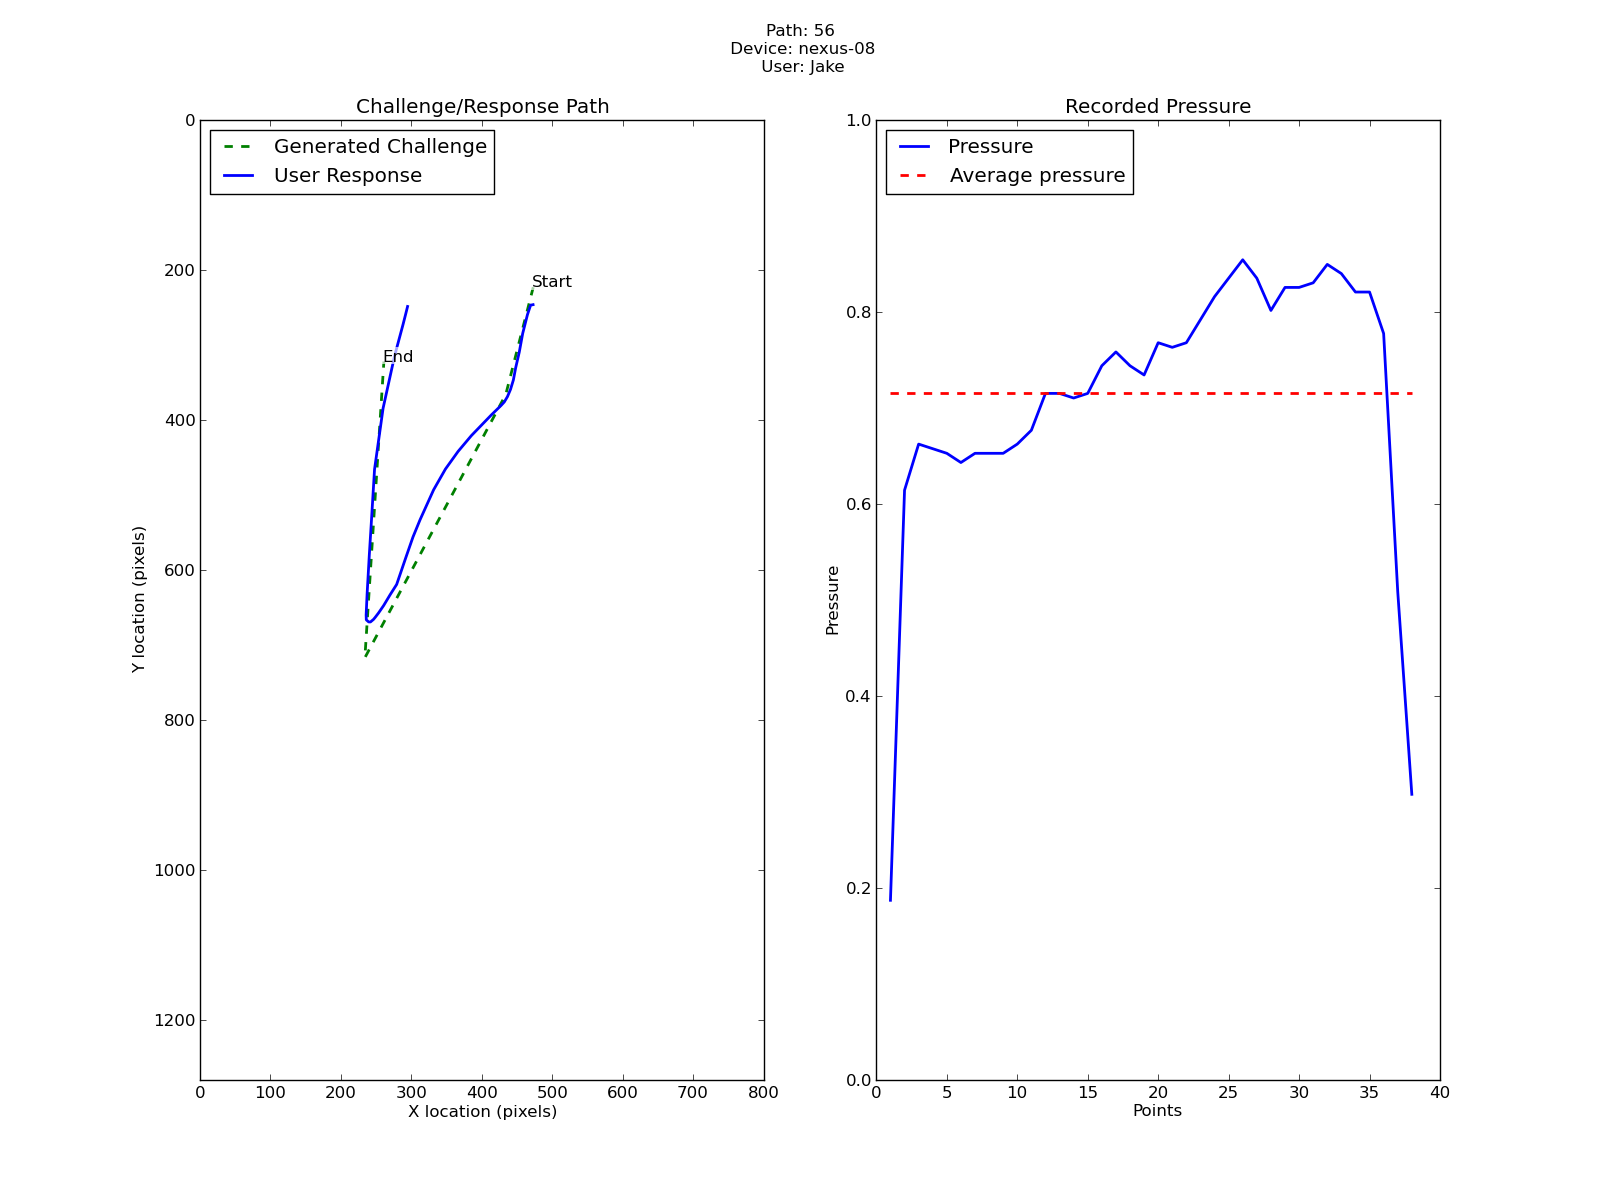 Path: 56
Device: nexus-08
User: Jake
Challenge/Response Path
Generated Challenge
User Response
Start
End
0
200
400
600
800
1000
1200
Y location (pixels)
0 100 200 300 400 500 600 700 800
X location (pixels)
Recorded Pressure
Pressure
Average pressure
1.0
0.8
0.6
0.4
0.2
0.0
Pressure
0 5 10 15 20 25 30 35 40
Points